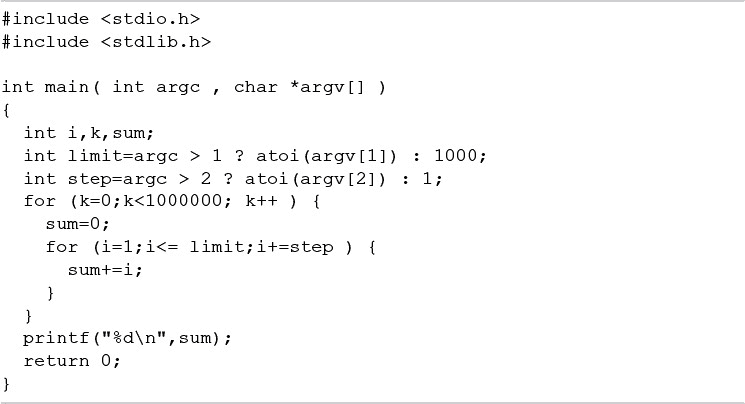 #include <stdio.h>
#include <stdlib.h>

int main( int argc , char *argv[] )
{
  int i,k,sum;
  int limit=argc > 1 ? atoi(argv[1]) : 1000;
  int step=argc > 2 ? atoi(argv[2]) : 1;
  for (k=0;k<1000000; k++ ) {
    sum=0;
    for (i=1;i<= limit;i+=step ) {
      sum+=i;
    }
  }
  printf("%d\n",sum);
  return 0;
}